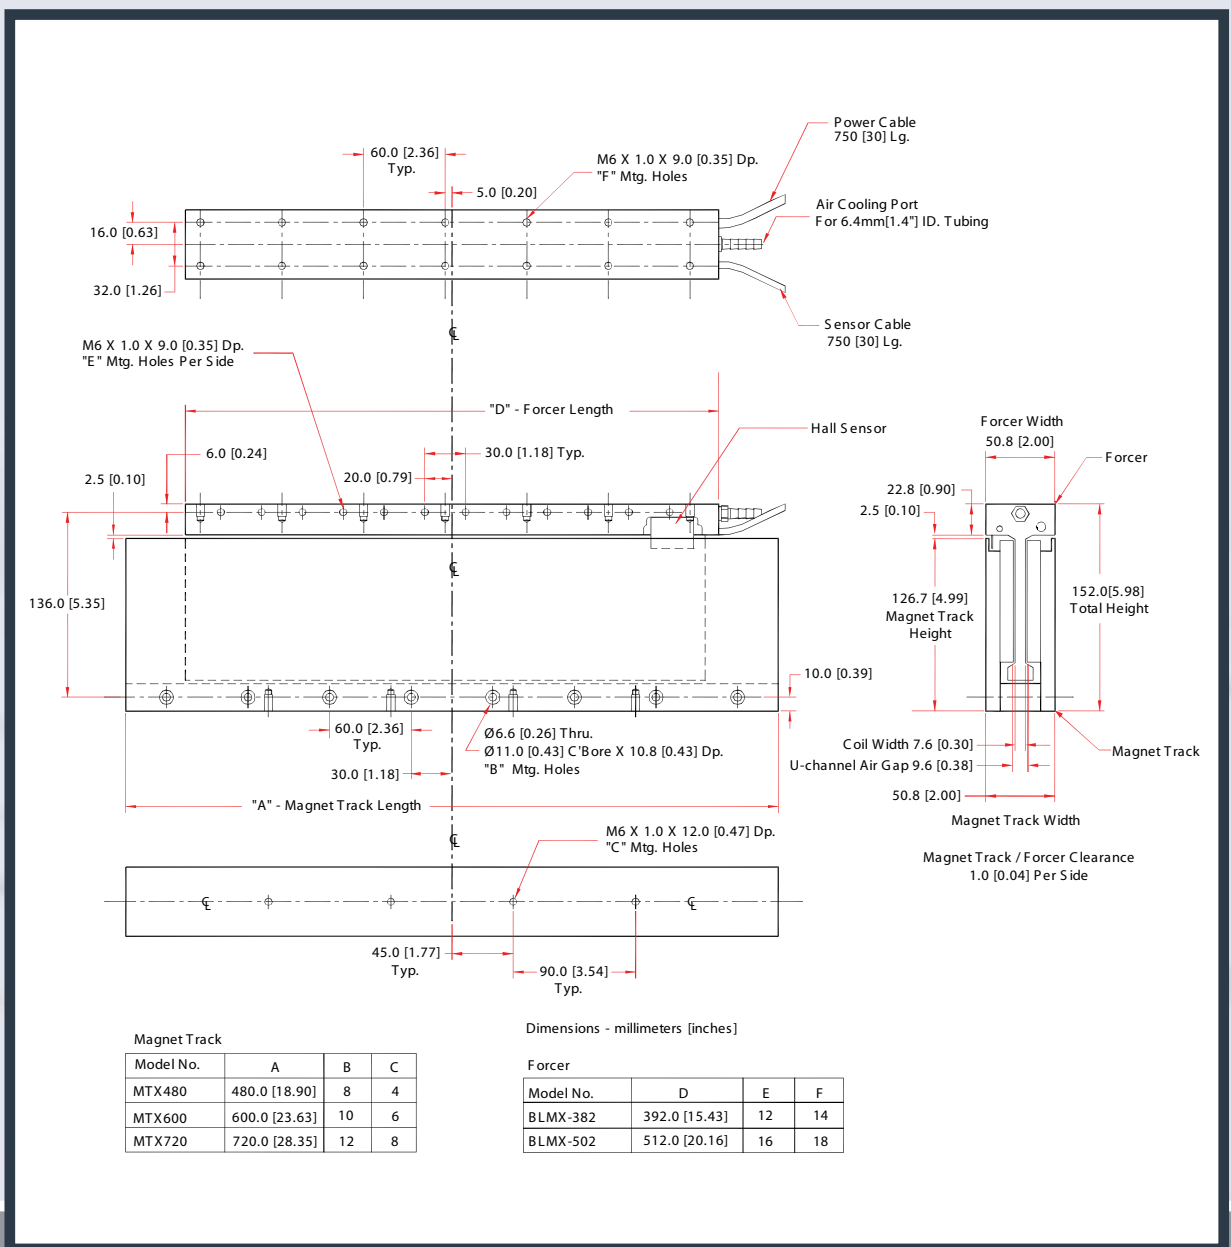 Power Cable
750 [30] Lg.
60.0 [2.36]
Typ.
M6 X 1.0 X 9.0 [0.35] Dp.
"F" Mtg. Holes
5.0 [0.20]
Air Cooling Port
For 6.4mm[1.4"] ID. Tubing
16.0 [0.63]
32.0 [1.26]
Sensor Cable
750 [30] Lg.
℄
M6 X 1.0 X 9.0 [0.35] Dp.
"E" Mtg. Holes Per Side
"D" - Forcer Length
Hall Sensor
Forcer Width
50.8 [2.00]
Forcer
6.0 [0.24]
30.0 [1.18] Typ.
2.5 [0.10]
20.0 [0.79]
22.8 [0.90]
2.5 [0.10]
℄
136.0 [5.35]
126.7 [4.99]
Magnet Track
Height
152.0[5.98]
Total Height
10.0 [0.39]
60.0 [2.36]
Typ.
Ø6.6 [0.26] Thru.
Ø11.0 [0.43] C'Bore X 10.8 [0.43] Dp.
"B" Mtg. Holes
30.0 [1.18]
Coil Width 7.6 [0.30]
Magnet Track
U-channel Air Gap 9.6 [0.38]
50.8 [2.00]
Magnet Track Width
"A" - Magnet Track Length
℄
M6 X 1.0 X 12.0 [0.47] Dp.
"C" Mtg. Holes
Magnet Track / Forcer Clearance
1.0 [0.04] Per Side
℄ ℄
45.0 [1.77]
Typ.
90.0 [3.54]
Typ.
Dimensions - millimeters [inches]
Magnet Track
Model No. A B C
MTX480 480.0 [18.90] 8 4
MTX600 600.0 [23.63] 10 6
MTX720 720.0 [28.35] 12 8
Forcer
Model No. D E F
BLMX-382 392.0 [15.43] 12 14
BLMX-502 512.0 [20.16] 16 18